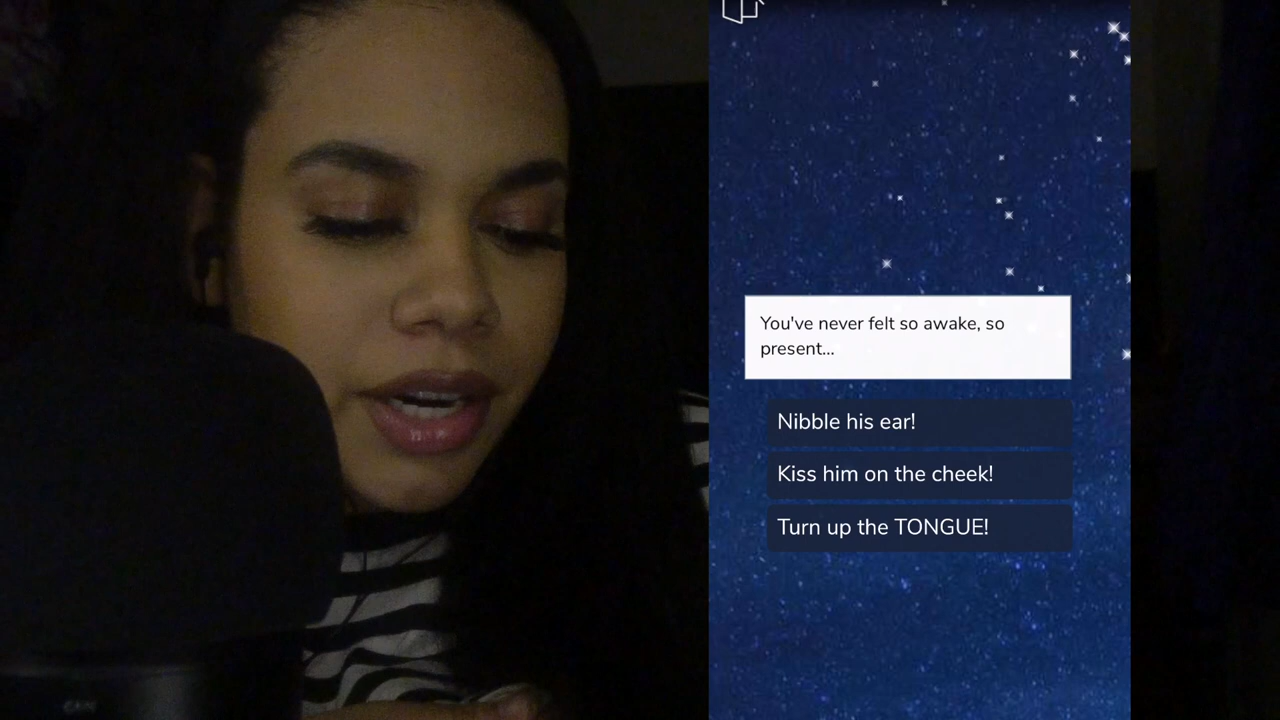 You've never felt so awake, so
present...
Nibble his ear!
Kiss him on the cheek!
Turn up the TONGUE!